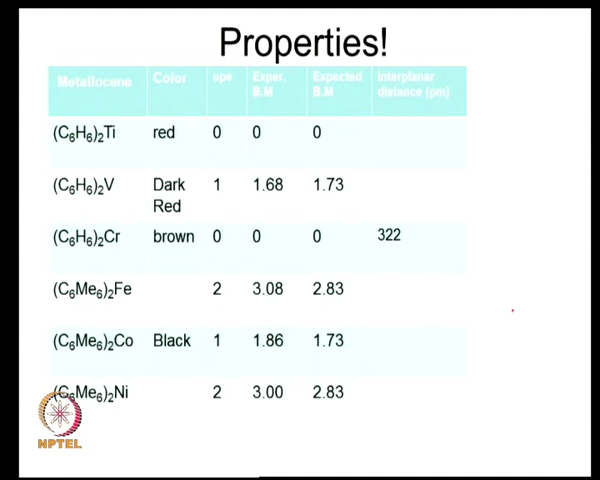 Properties!
Metallocene Color upe Exper. B.M Expected B.M Interplanar distance (pm)
(C₆H₆)₂Ti red 0 0 0
(C₆H₆)₂V Dark Red 1 1.68 1.73
(C₆H₆)₂Cr brown 0 0 0 322
(C₆Me₆)₂Fe 2 3.08 2.83
(C₆Me₆)₂Co Black 1 1.86 1.73
(C₆Me₆)₂Ni 2 3.00 2.83
NPTEL